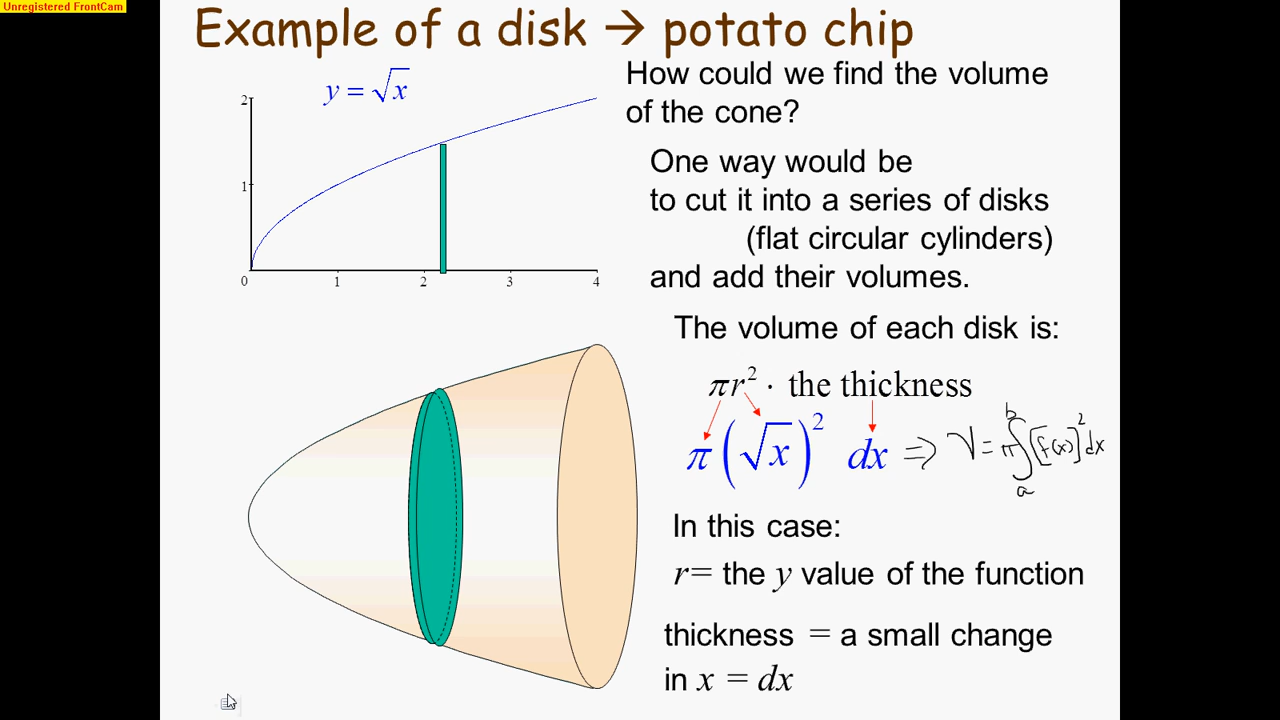 Unregistered FrontCam
Example of a disk → potato chip
y = √x
2
1
0 1 2 3 4
How could we find the volume
of the cone?
One way would be
to cut it into a series of disks
(flat circular cylinders)
and add their volumes.
The volume of each disk is:
πr² · the thickness
π(√x)² dx ⇒ V = π∫ₐᵇ [f(x)]² dx
In this case:
r= the y value of the function
thickness = a small change
in x = dx